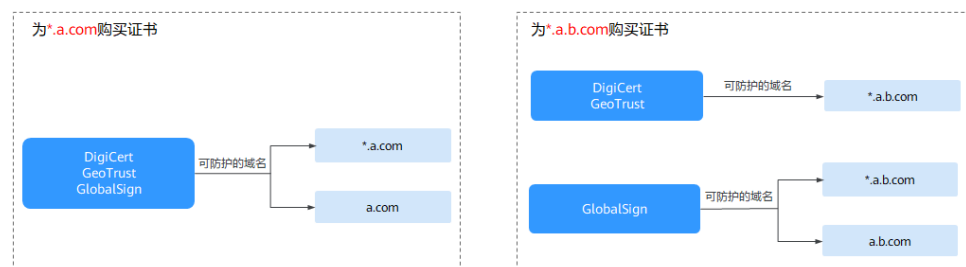 为*.a.com购买证书
DigiCert
GeoTrust
GlobalSign
可防护的域名
*.a.com
a.com
为*.a.b.com购买证书
DigiCert
GeoTrust
可防护的域名
*.a.b.com
GlobalSign
可防护的域名
*.a.b.com
a.b.com